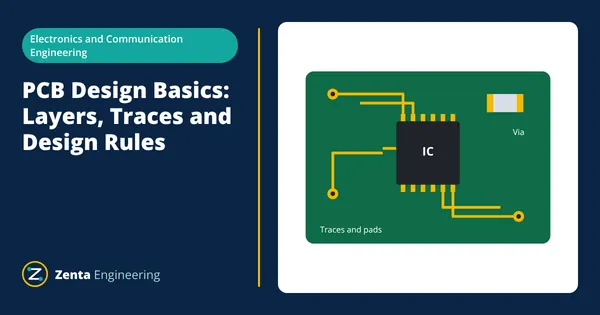 Electronics and Communication
Engineering
PCB Design Basics:
Layers, Traces and
Design Rules
IC
Via
Traces and pads
Zenta Engineering